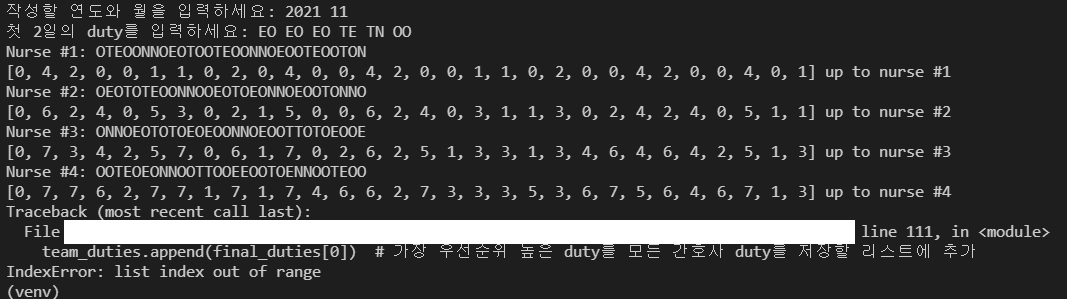 작성할 연도와 월을 입력하세요: 2021 11
첫 2일의 duty를 입력하세요: EO EO EO TE TN OO
Nurse #1: OTEOONNOEOTOOTEOONNOEOOTEOOTON
[0, 4, 2, 0, 0, 1, 1, 0, 2, 0, 4, 0, 0, 4, 2, 0, 0, 1, 1, 0, 2, 0, 0, 4, 2, 0, 0, 4, 0, 1] up to nurse #1
Nurse #2: OEOTOTEOONNOOEOTOEONNOEOOTONNO
[0, 6, 2, 4, 0, 5, 3, 0, 2, 1, 5, 0, 0, 6, 2, 4, 0, 3, 1, 1, 3, 0, 2, 4, 2, 4, 0, 5, 1, 1] up to nurse #2
Nurse #3: ONNOEOTOTOEOEOONNOEOOTTOTOEOOE
[0, 7, 3, 4, 2, 5, 7, 0, 6, 1, 7, 0, 2, 6, 2, 5, 1, 3, 3, 1, 3, 4, 6, 4, 6, 4, 2, 5, 1, 3] up to nurse #3
Nurse #4: OOTEOEONNOOTTOOEEOOTOENNOOTEOO
[0, 7, 7, 6, 2, 7, 7, 1, 7, 1, 7, 4, 6, 6, 2, 7, 3, 3, 3, 5, 3, 6, 7, 5, 6, 4, 6, 7, 1, 3] up to nurse #4
Traceback (most recent call last):
File line 111, in <module>
team_duties.append(final_duties[0]) # 가장 우선순위 높은 duty를 모든 간호사 duty를 저장할 리스트에 추가
IndexError: list index out of range
(venv)